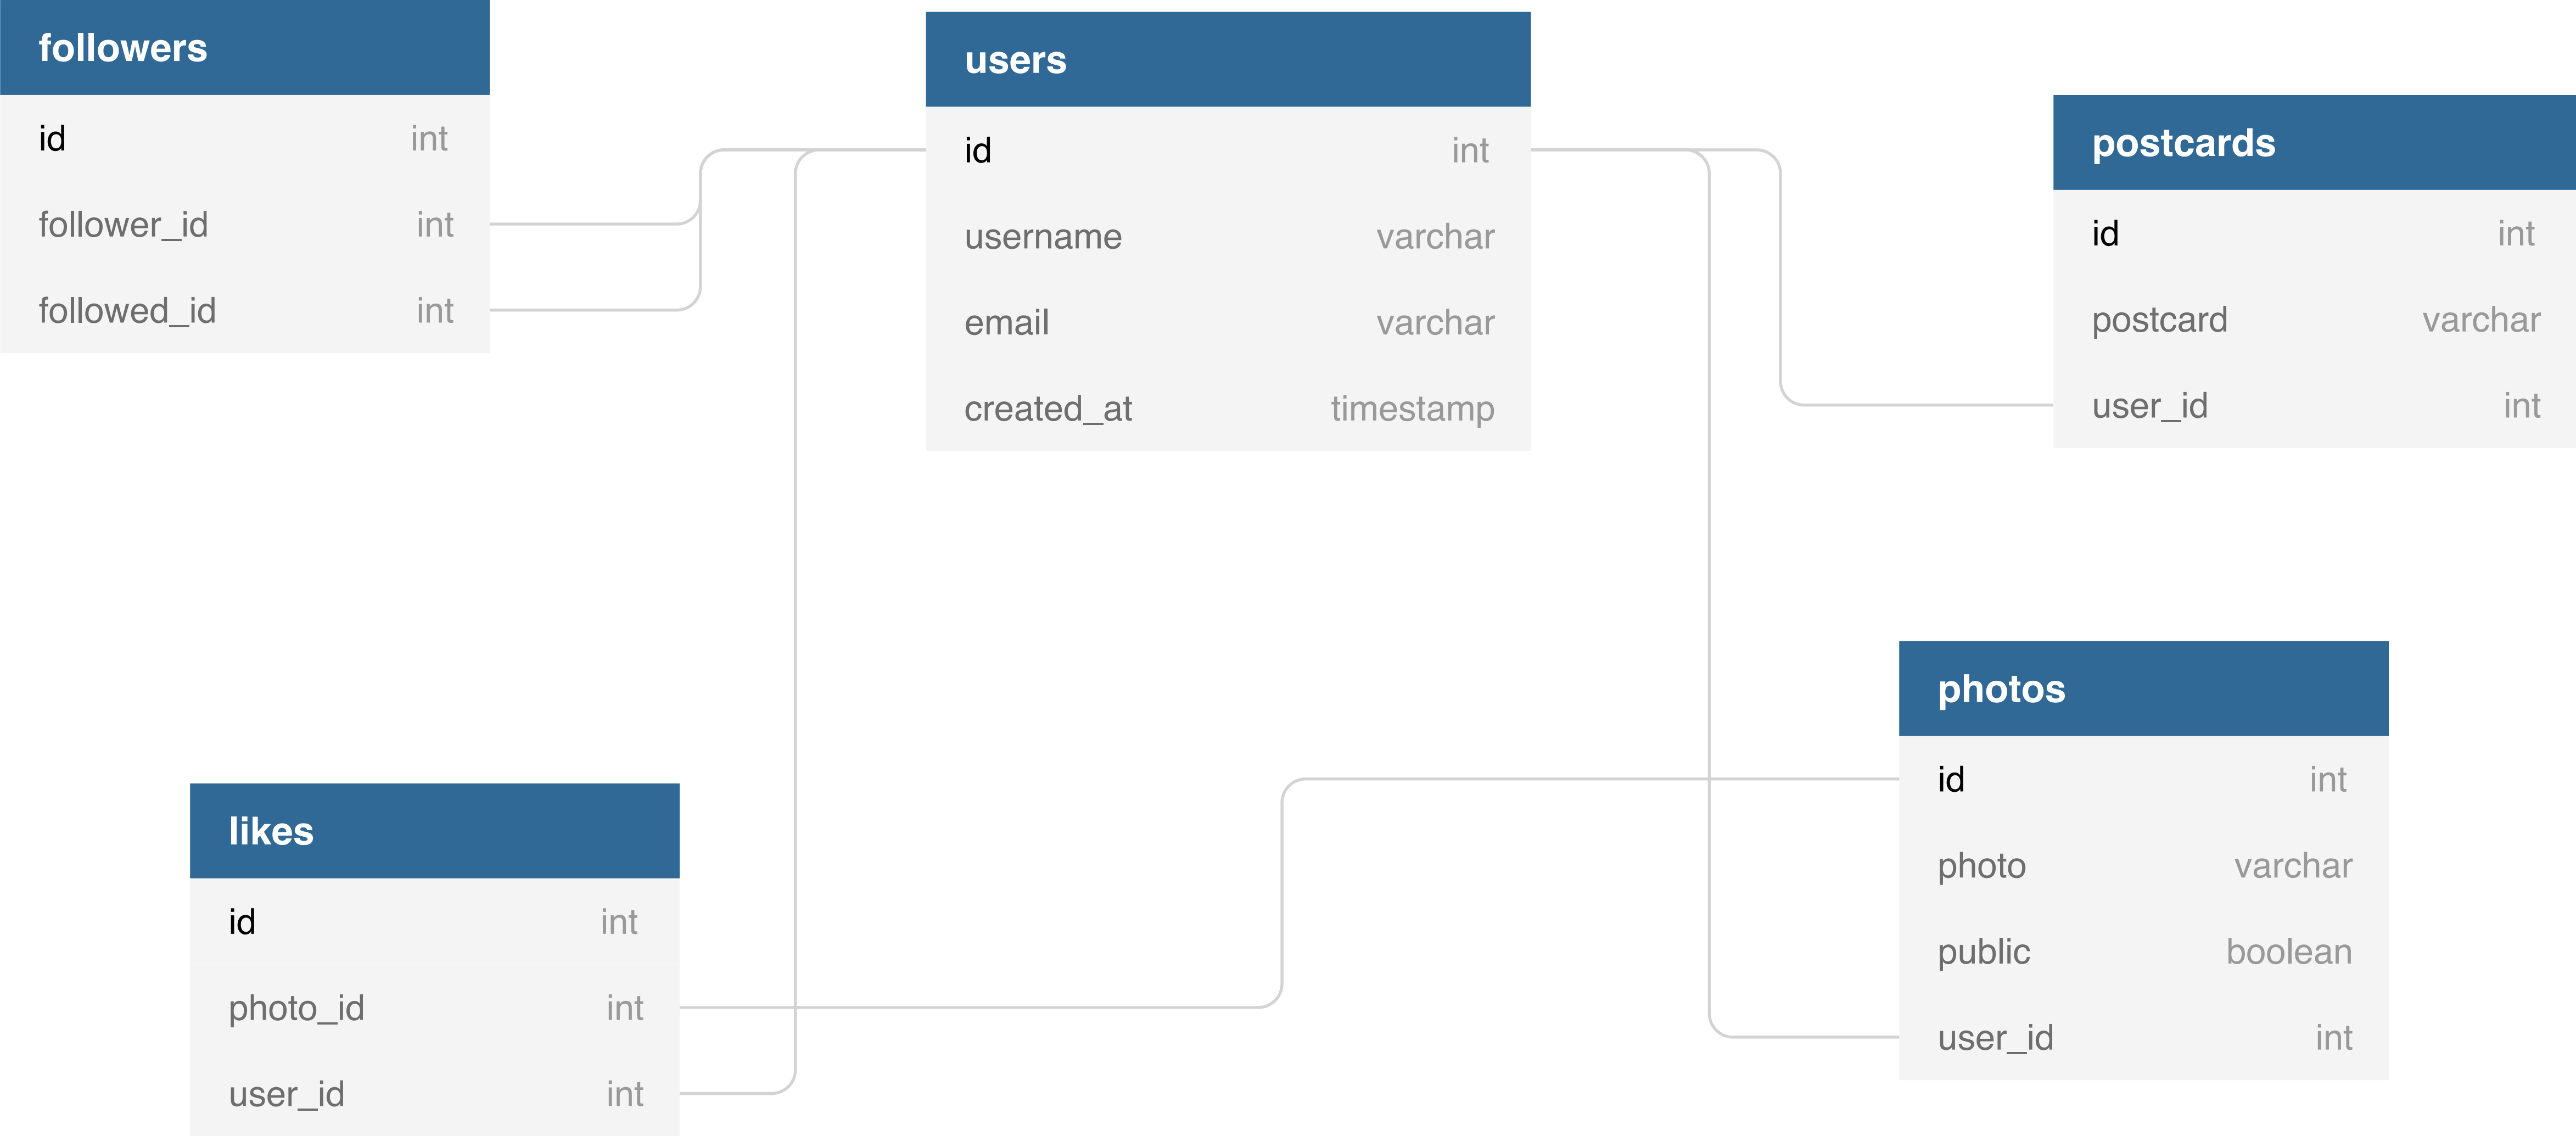 followers
id int
follower_id int
followed_id int
users
id int
username varchar
email varchar
created_at timestamp
postcards
id int
postcard varchar
user_id int
likes
id int
photo_id int
user_id int
photos
id int
photo varchar
public boolean
user_id int